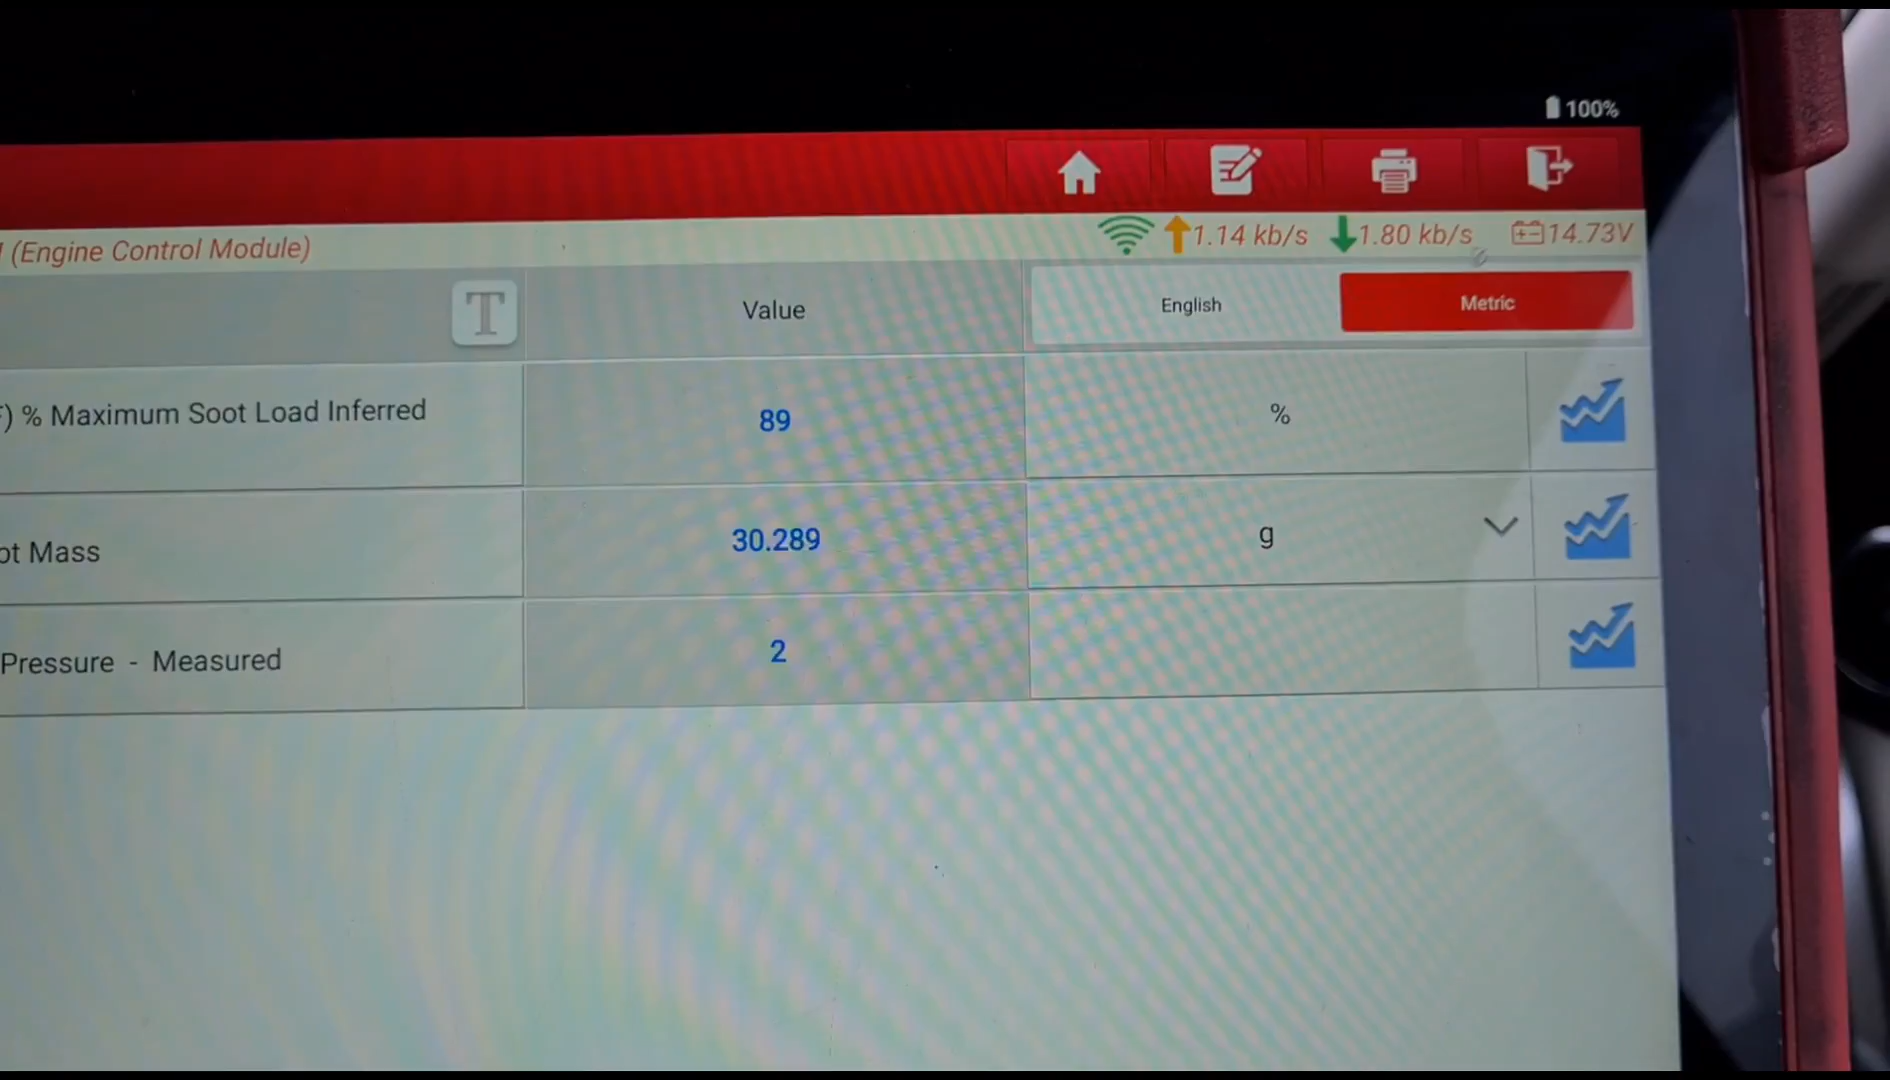 100%
(Engine Control Module) 1.14 kb/s 1.80 kb/s 14.73V
T Value English Metric
) % Maximum Soot Load Inferred 89 %
Mass 30.289 g
Pressure - Measured 2